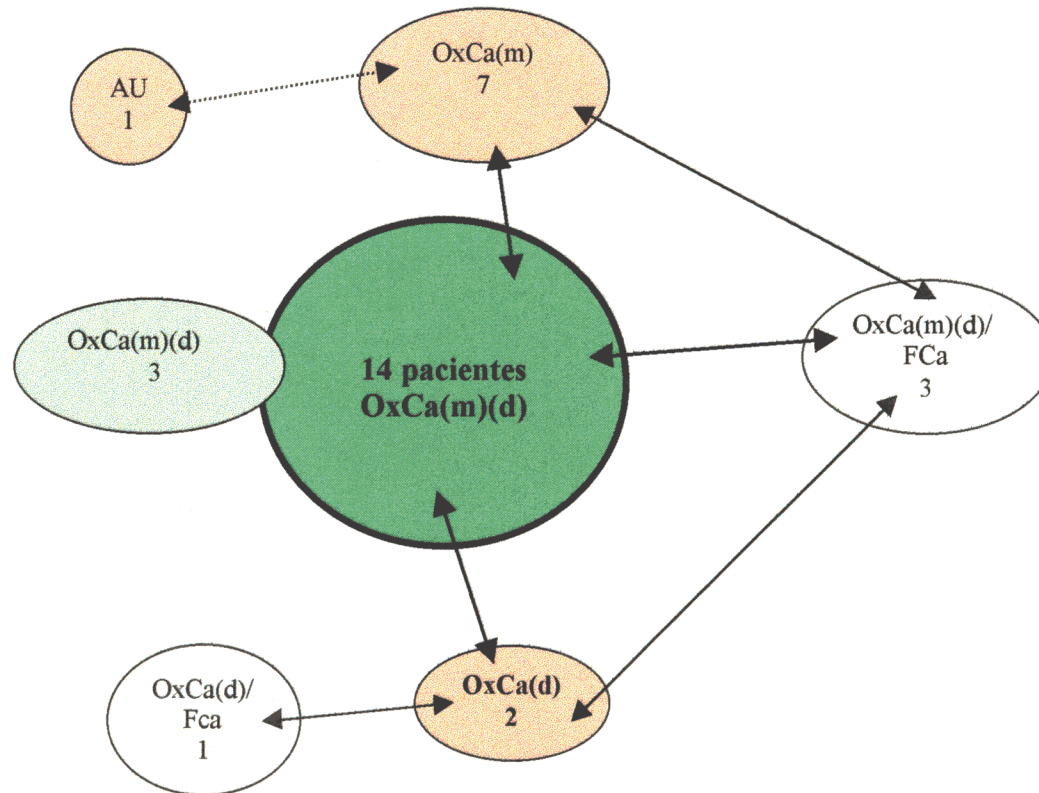 AU
1
OxCa(m)
7
OxCa(m)(d)
3
14 pacientes
OxCa(m)(d)
OxCa(m)(d)/
FCa
3
OxCa(d)/
Fca
1
OxCa(d)
2